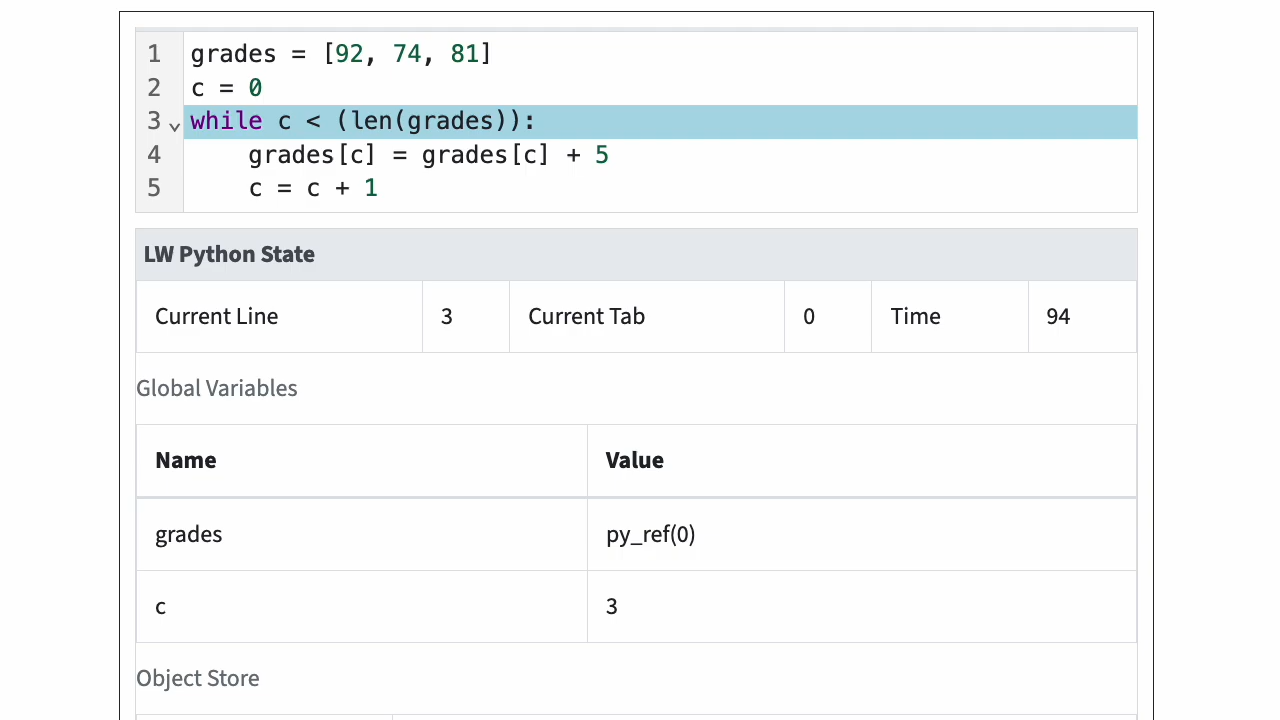 1 grades = [92, 74, 81]
2 c = 0
3 while c < (len(grades)):
4     grades[c] = grades[c] + 5
5     c = c + 1
LW Python State
Current Line 3 Current Tab 0 Time 94
Global Variables
Name Value
grades py_ref(0)
c 3
Object Store